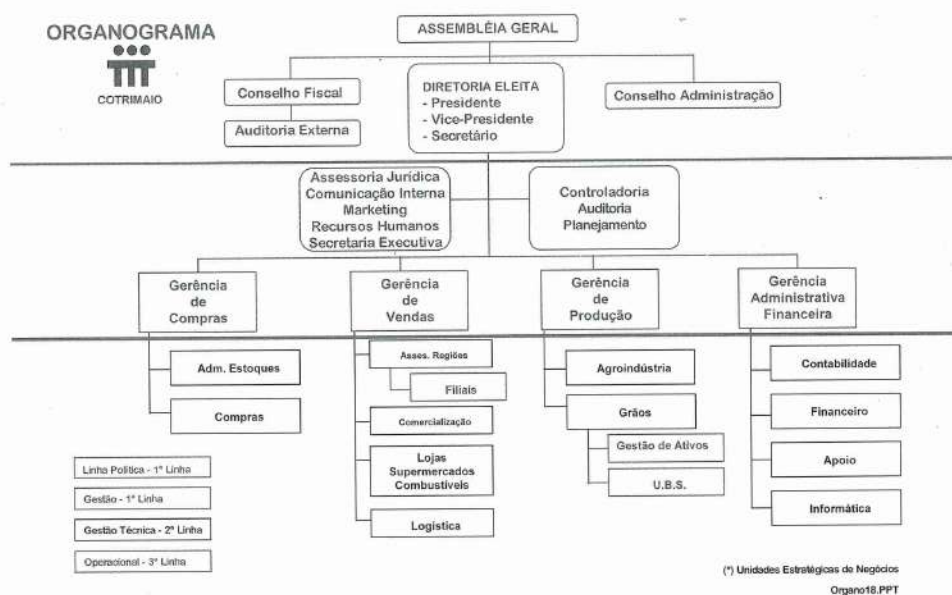 ORGANOGRAMA
COTRIMAIO
ASSEMBLÉIA GERAL
Conselho Fiscal
Auditoria Externa
DIRETORIA ELEITA
- Presidente
- Vice-Presidente
- Secretário
Conselho Administração
Assessoria Jurídica
Comunicação Interna
Marketing
Recursos Humanos
Secretaria Executiva
Controladoria
Auditoria
Planejamento
Gerência
de
Compras
Gerência
de
Vendas
Gerência
de
Produção
Gerência
Administrativa
Financeira
Adm. Estoques
Compras
Asses. Regiões
Filiais
Comercialização
Lojas
Supermercados
Combustíveis
Logística
Agroindústria
Grãos
Gestão de Ativos
U.B.S.
Contabilidade
Financeiro
Apoio
Informática
Linha Política - 1ª Linha
Gestão - 1ª Linha
Gestão Técnica - 2ª Linha
Operacional - 3ª Linha
(*) Unidades Estratégicas de Negócios
Organo18.PPT